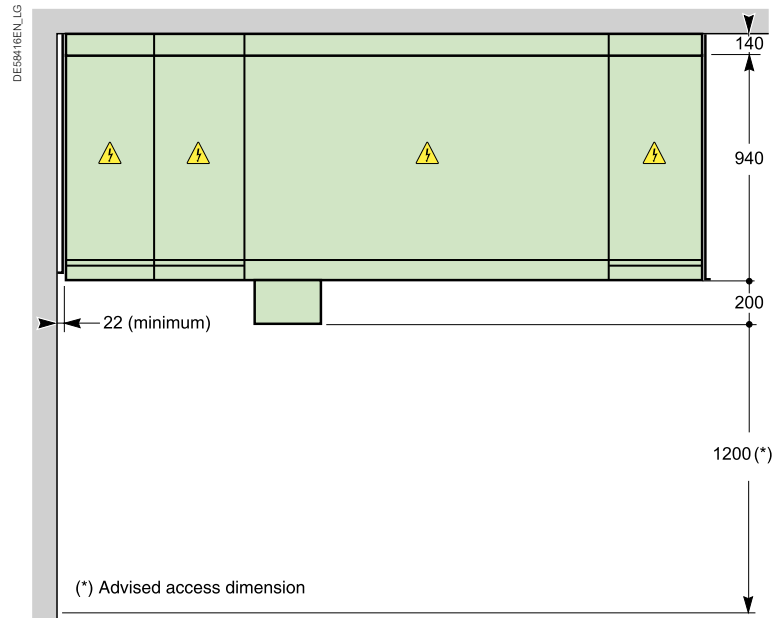 DE58416EN_LG
140
940
200
22 (minimum)
1200 (*)
(*) Advised access dimension